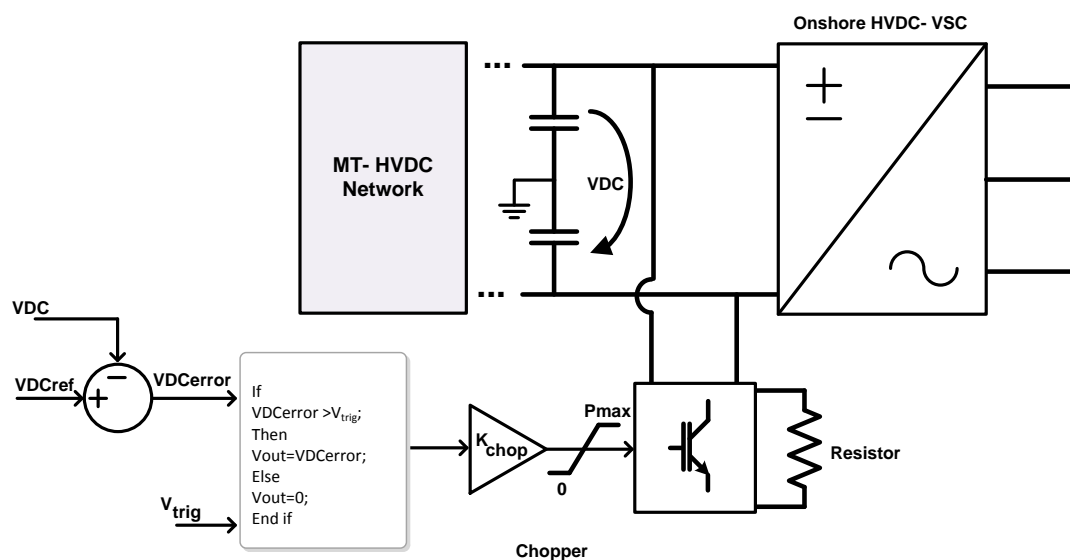 Onshore HVDC- VSC
MT- HVDC
Network
VDC
VDC
VDCref
VDCerror
If
VDCerror >Vtrig;
Then
Vout=VDCerror;
Else
Vout=0;
End if
Vtrig
Kchop
Pmax
0
Resistor
Chopper